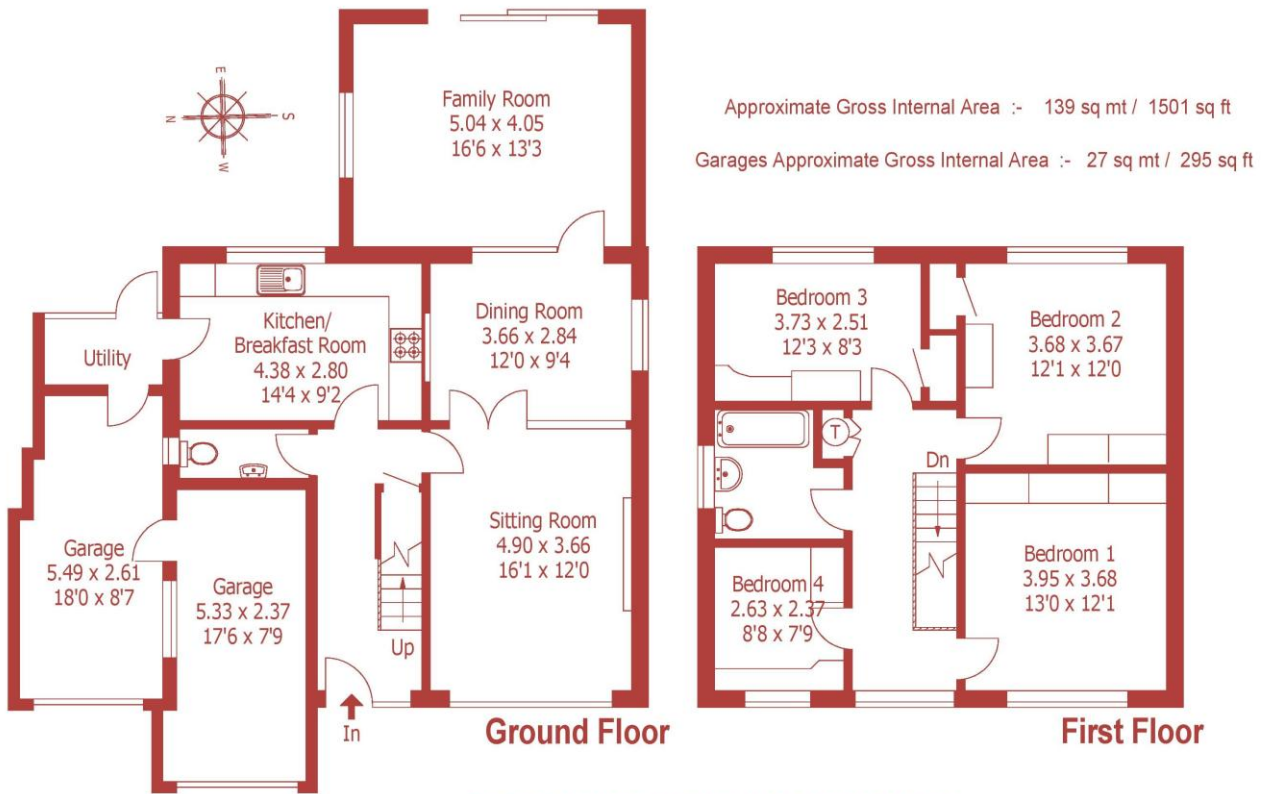 E
N
S
W
Approximate Gross Internal Area :- 139 sq mt / 1501 sq ft
Garages Approximate Gross Internal Area :- 27 sq mt / 295 sq ft
Family Room
5.04 x 4.05
16'6 x 13'3
Kitchen/
Breakfast Room
4.38 x 2.80
14'4 x 9'2
Dining Room
3.66 x 2.84
12'0 x 9'4
Utility
Sitting Room
4.90 x 3.66
16'1 x 12'0
Garage
5.49 x 2.61
18'0 x 8'7
Garage
5.33 x 2.37
17'6 x 7'9
Up
In
Ground Floor
Bedroom 3
3.73 x 2.51
12'3 x 8'3
Bedroom 2
3.68 x 3.67
12'1 x 12'0
T
Dn
Bedroom 1
3.95 x 3.68
13'0 x 12'1
Bedroom 4
2.63 x 2.37
8'8 x 7'9
First Floor